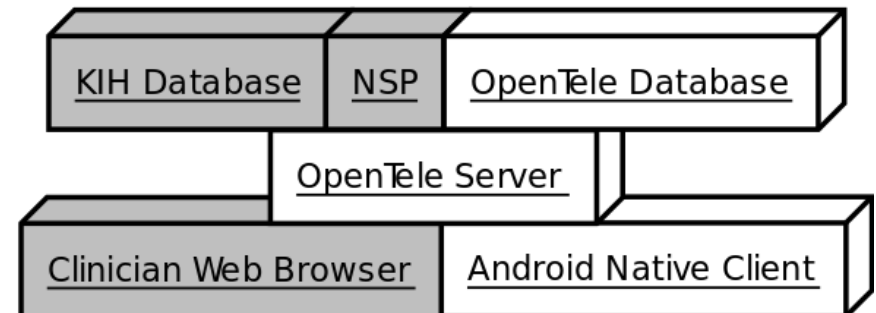 KIH Database NSP OpenTele Database
OpenTele Server
Clinician Web Browser Android Native Client